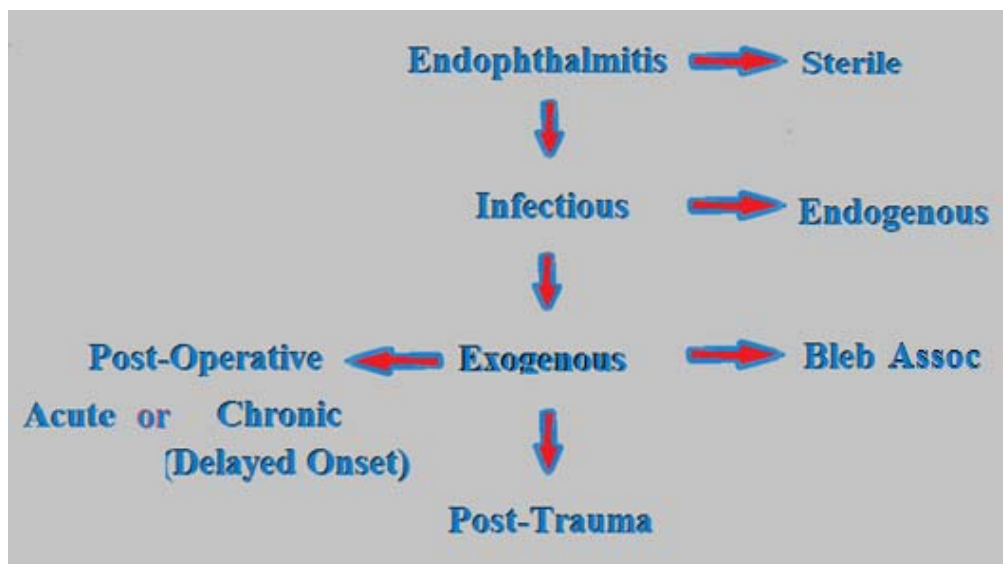 Endophthalmitis Sterile
Infectious Endogenous
Post-Operative Exogenous Bleb Assoc
Acute or Chronic
(Delayed Onset)
Post-Trauma